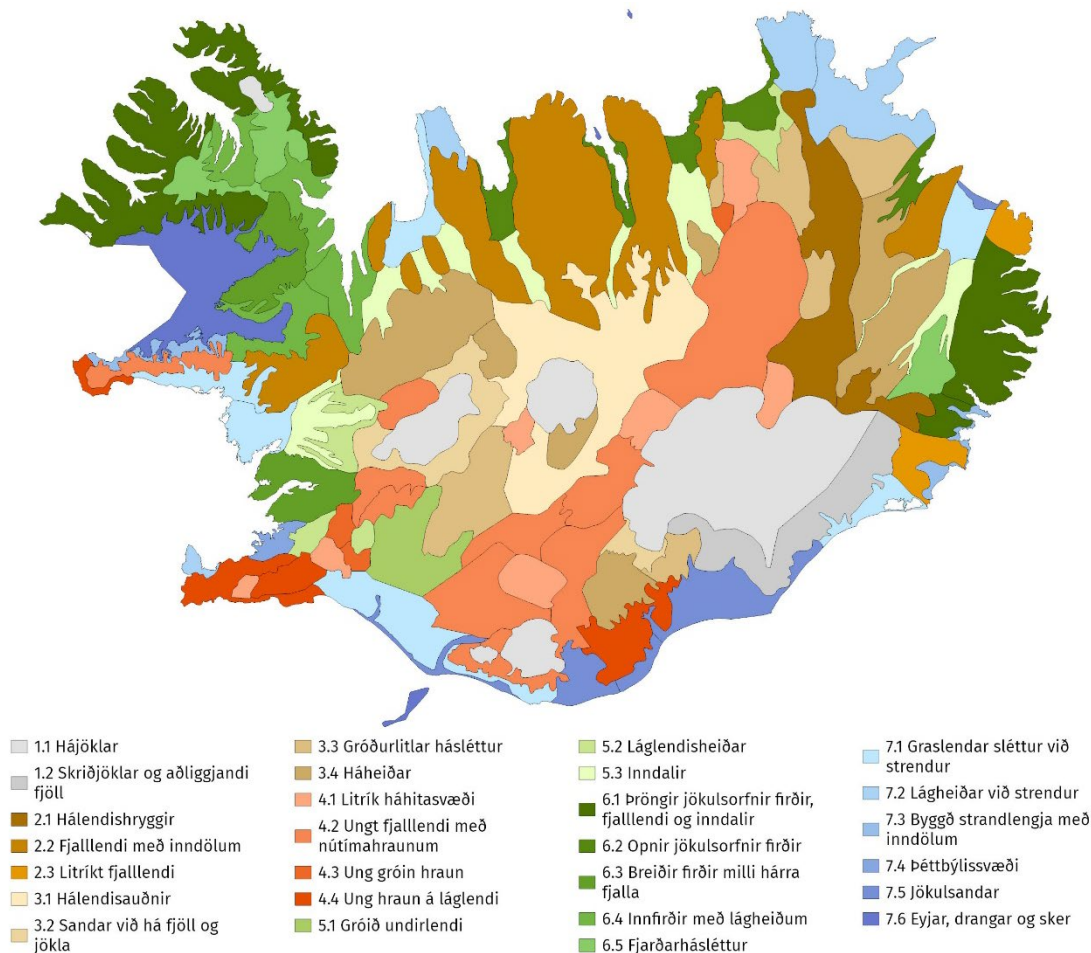 1.1 Hájöklar
1.2 Skriðjöklar og aðliggjandi
fjöll
2.1 Hálendishryggir
2.2 Fjalllendi með inndölum
2.3 Litríkt fjalllendi
3.1 Hálendisauðnir
3.2 Sandar við há fjöll og
jökla
3.3 Gróðurlitlar hásléttur
3.4 Háheiðar
4.1 Litrík háhitasvæði
4.2 Ungt fjalllendi með
nútímahraunum
4.3 Ung gróin hraun
4.4 Ung hraun á láglendi
5.1 Gróið undirlendi
5.2 Láglendisheiðar
5.3 Inndalir
6.1 Þröngir jökulsorfnir firðir,
fjalllendi og inndalir
6.2 Opnir jökulsorfnir firðir
6.3 Breiðir firðir milli hárra
fjalla
6.4 Innfirðir með lágheiðum
6.5 Fjarðarhásléttur
7.1 Graslendar sléttur við
strendur
7.2 Lágheiðar við strendur
7.3 Byggð strandlengja með
inndölum
7.4 Þéttbýlissvæði
7.5 Jökulsandar
7.6 Eyjar, drangar og sker